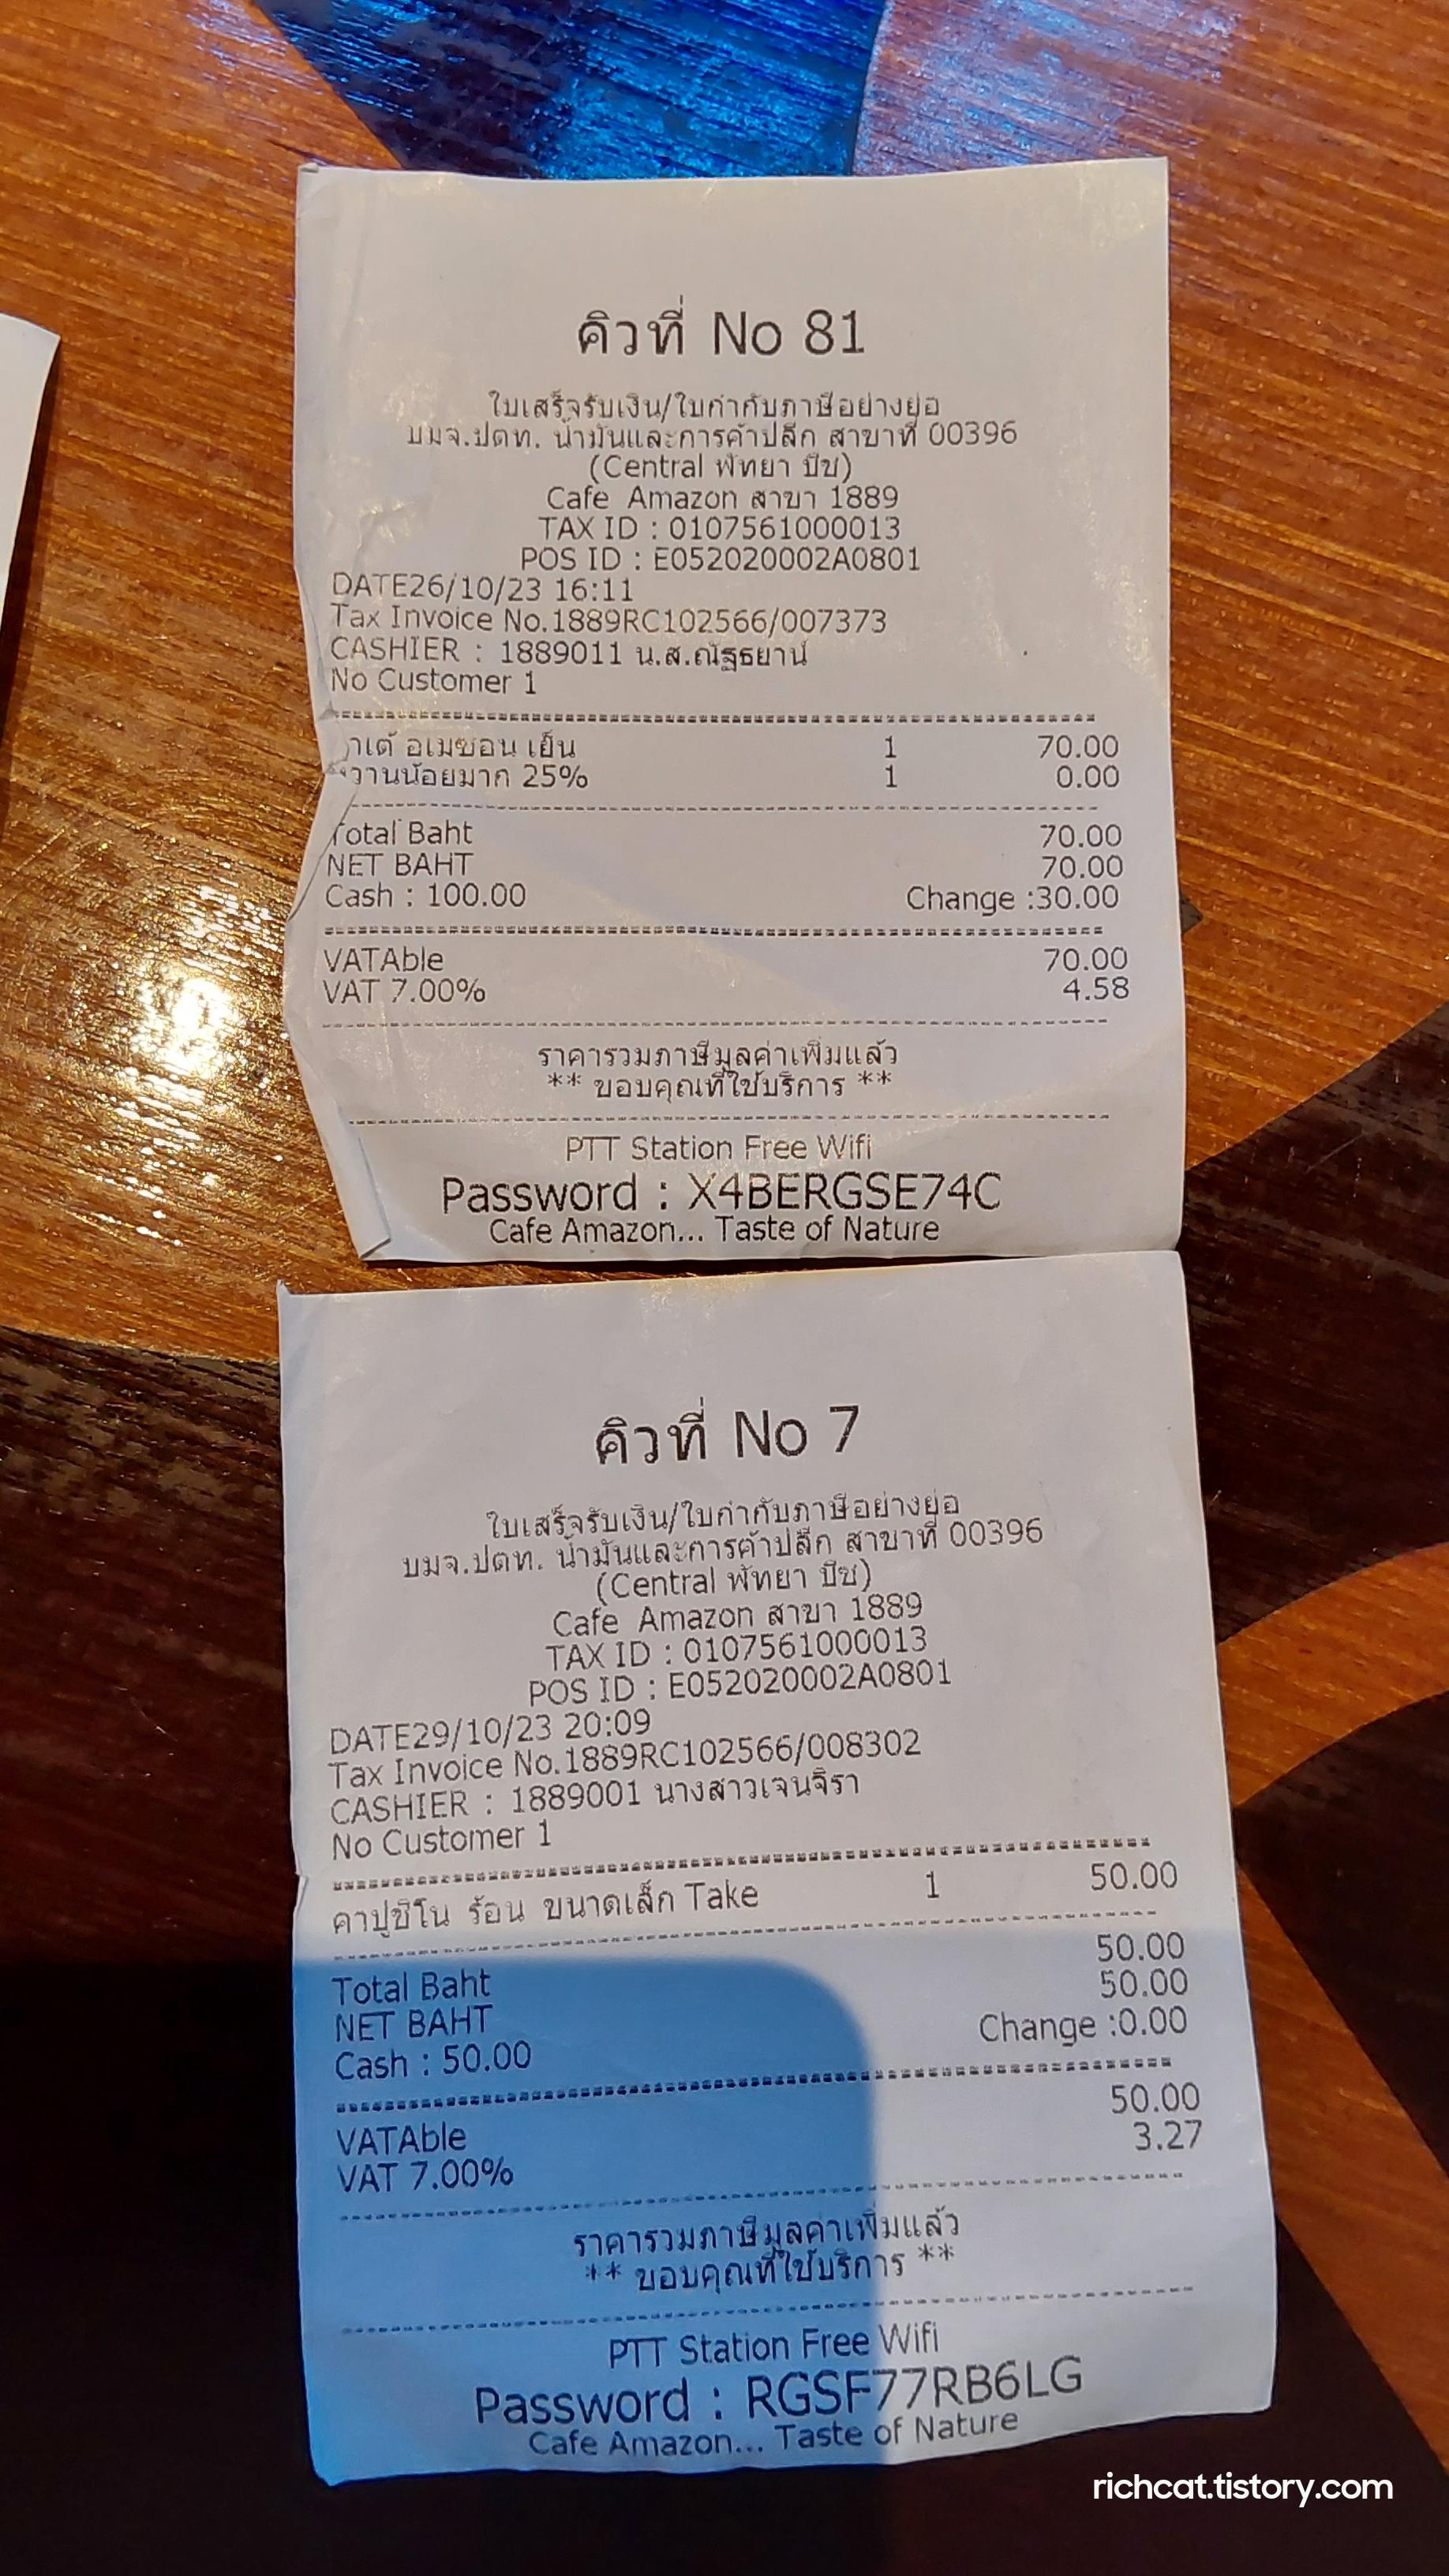 คิวที่ No 81
ใบเสร็จรับเงิน/ใบกำกับภาษีอย่างย่อ
บมจ.ปตท. น้ำมันและการค้าปลีก สาขาที่ 00396
(Central พัทยา บีช)
Cafe Amazon สาขา 1889
TAX ID : 0107561000013
POS ID : E052020002A0801
DATE26/10/23 16:11
Tax Invoice No.1889RC102566/007373
CASHIER : 1889011 น.ส.ณัฐธยาน์
No Customer 1
าเต้ อเมซอน เย็น 1 70.00
วานน้อยมาก 25% 1 0.00
Total Baht 70.00
NET BAHT 70.00
Cash : 100.00 Change :30.00
VATAble 70.00
VAT 7.00% 4.58
ราคารวมภาษีมูลค่าเพิ่มแล้ว
** ขอบคุณที่ใช้บริการ **
PTT Station Free Wifi
Password : X4BERGSE74C
Cafe Amazon... Taste of Nature
คิวที่ No 7
ใบเสร็จรับเงิน/ใบกำกับภาษีอย่างย่อ
บมจ.ปตท. น้ำมันและการค้าปลีก สาขาที่ 00396
(Central พัทยา บีช)
Cafe Amazon สาขา 1889
TAX ID : 0107561000013
POS ID : E052020002A0801
DATE29/10/23 20:09
Tax Invoice No.1889RC102566/008302
CASHIER : 1889001 นางสาวเจนจิรา
No Customer 1
คาปูชิโน ร้อน ขนาดเล็ก Take 1 50.00
Total Baht 50.00
NET BAHT 50.00
Cash : 50.00 Change :0.00
VATAble 50.00
VAT 7.00% 3.27
ราคารวมภาษีมูลค่าเพิ่มแล้ว
** ขอบคุณที่ใช้บริการ **
PTT Station Free Wifi
Password : RGSF77RB6LG
Cafe Amazon... Taste of Nature
richcat.tistory.com